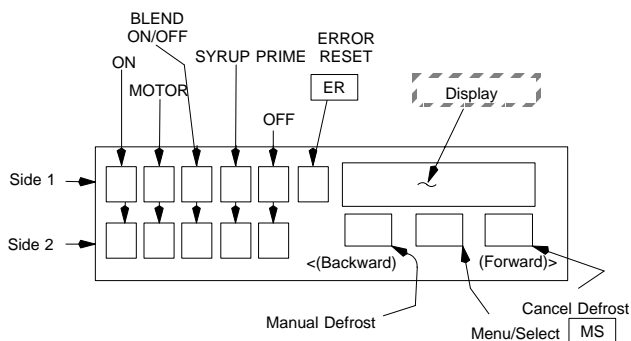 BLEND
ON/OFF
ON
MOTOR
SYRUP PRIME
OFF
ERROR
RESET
ER
Display
Side 1
Side 2
<(Backward)
(Forward)>
Manual Defrost
Cancel Defrost
Menu/Select MS